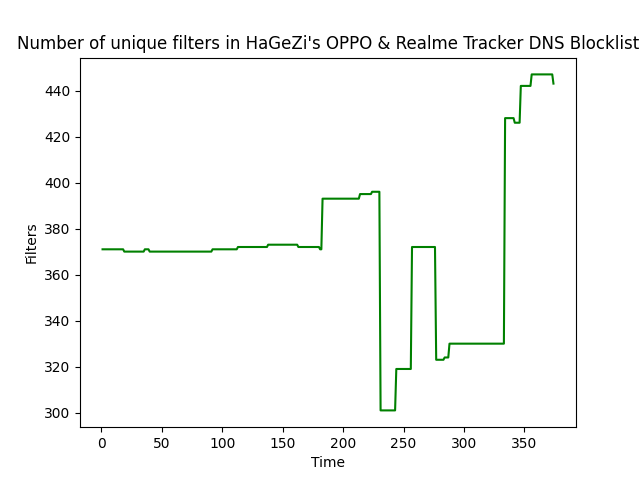 Number of unique filters in HaGeZi's OPPO & Realme Tracker DNS Blocklist
440
420
400
380
360
340
320
300
Filters
0 50 100 150 200 250 300 350
Time